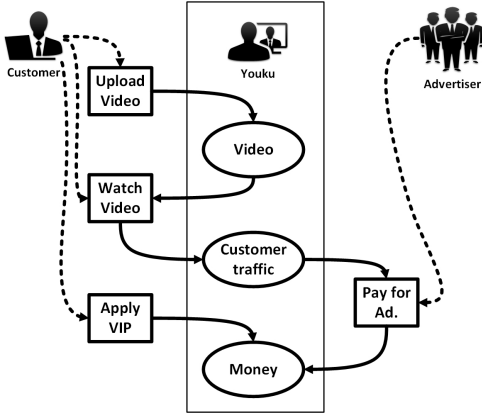 Customer
Youku
Advertiser
Upload
Video
Video
Watch
Video
Customer
traffic
Pay for
Ad.
Apply
VIP
Money